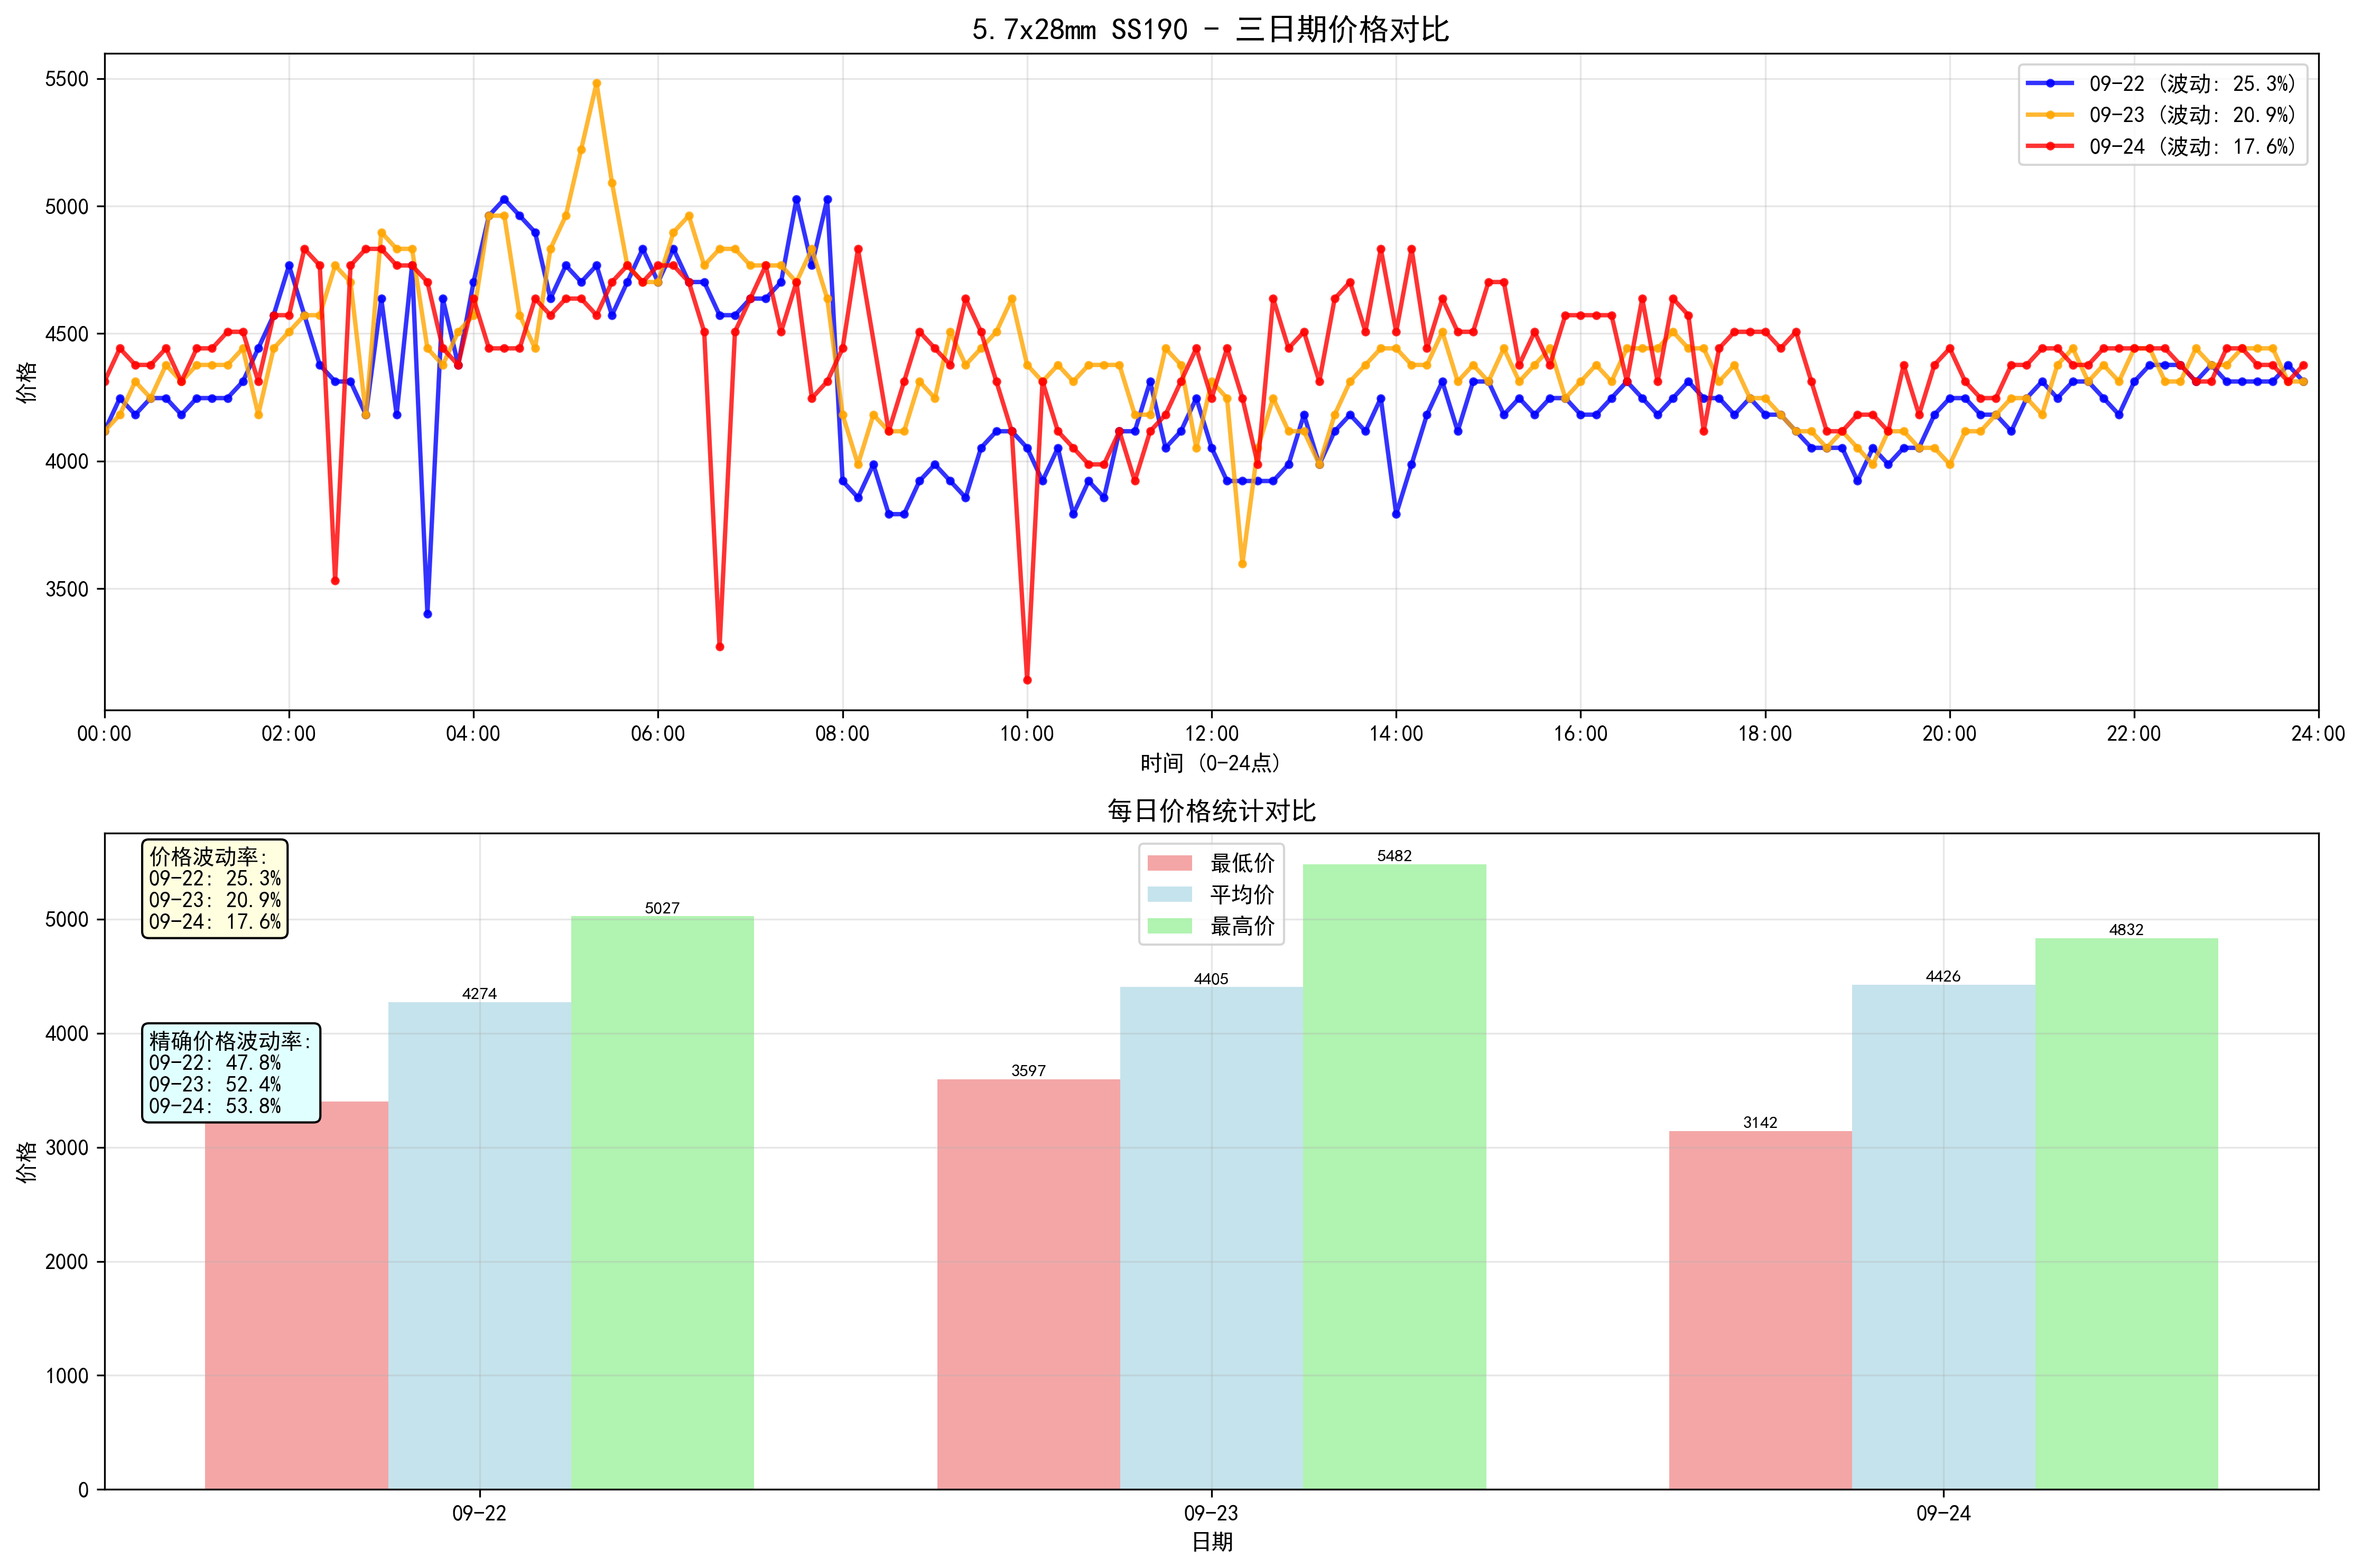 5.7x28mm SS190 - 三日期价格对比
09-22 (波动: 25.3%)
09-23 (波动: 20.9%)
09-24 (波动: 17.6%)
5500
5000
4500
4000
3500
价格
00:00 02:00 04:00 06:00 08:00 10:00 12:00 14:00 16:00 18:00 20:00 22:00 24:00
时间 (0-24点)
每日价格统计对比
价格波动率:
09-22: 25.3%
09-23: 20.9%
09-24: 17.6%
精确价格波动率:
09-22: 47.8%
09-23: 52.4%
09-24: 53.8%
最低价
平均价
最高价
4274
5027
3597
4405
5482
3142
4426
4832
5000
4000
3000
2000
1000
0
价格
09-22 09-23 09-24
日期